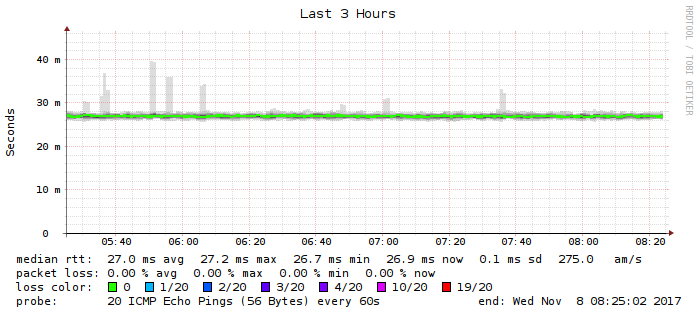 Last 3 Hours
RRDTOOL / TOBI OETIKER
Seconds
40 m
30 m
20 m
10 m
0
05:40 06:00 06:20 06:40 07:00 07:20 07:40 08:00 08:20
median rtt: 27.0 ms avg 27.2 ms max 26.7 ms min 26.9 ms now 0.1 ms sd 275.0 am/s
packet loss: 0.00 % avg 0.00 % max 0.00 % min 0.00 % now
loss color: 0 1/20 2/20 3/20 4/20 10/20 19/20
probe: 20 ICMP Echo Pings (56 Bytes) every 60s end: Wed Nov 8 08:25:02 2017